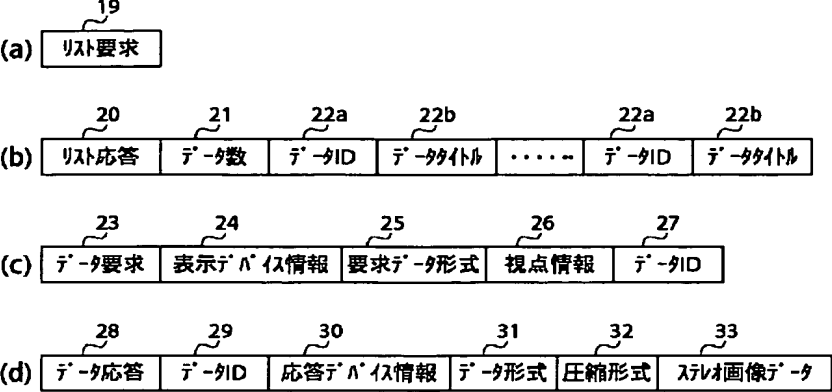 19
(a) リスト要求
20 21 22a 22b 22a 22b
(b) リスト応答 データ数 データID データタイトル ・・・・・・ データID データタイトル
23 24 25 26 27
(c) データ要求 表示デバイス情報 要求データ形式 視点情報 データID
28 29 30 31 32 33
(d) データ応答 データID 応答デバイス情報 データ形式 圧縮形式 ステレオ画像データ